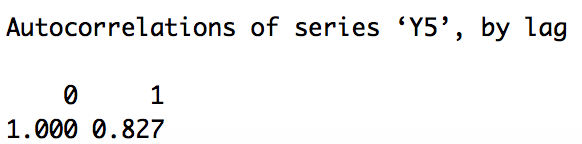 Autocorrelations of series ‘Y5’, by lag
0 1
1.000 0.827